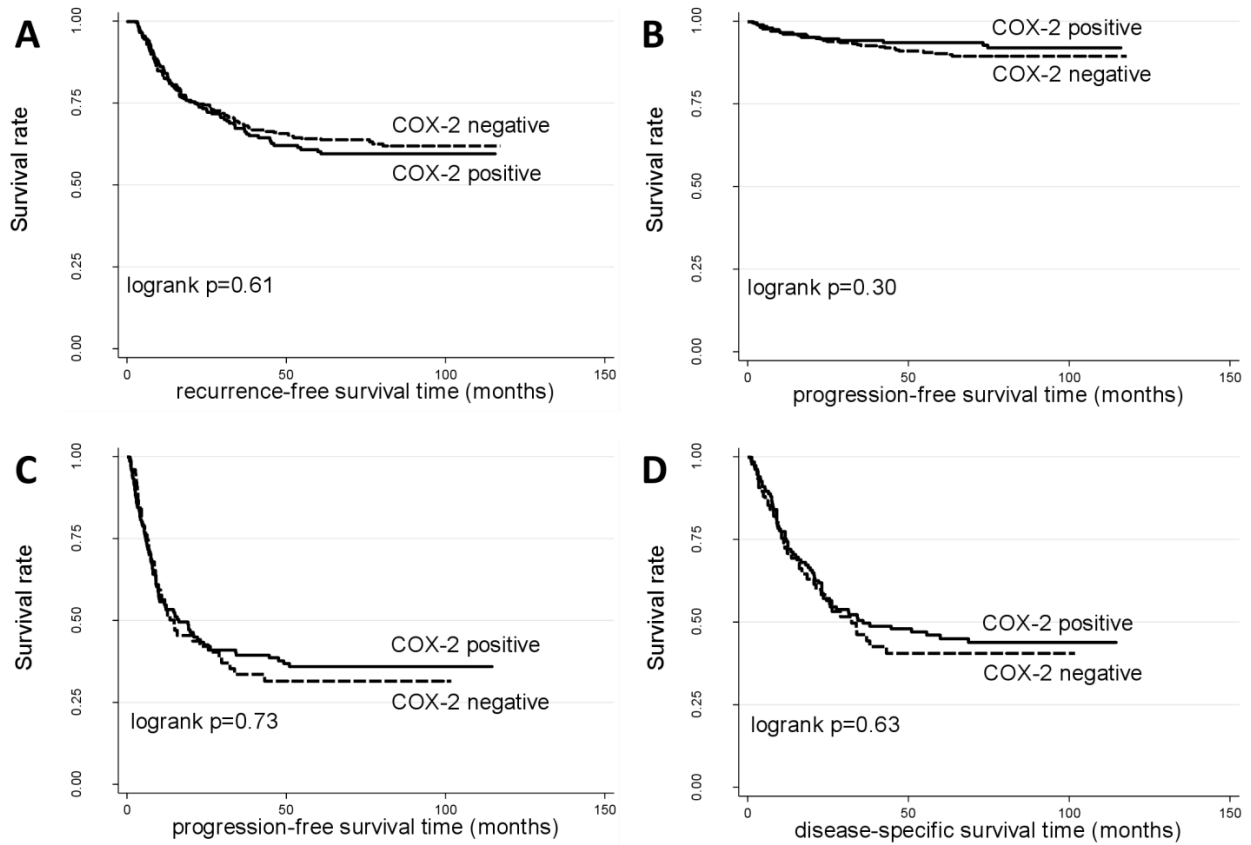 A
Survival rate
1.00
0.75
0.50
0.25
0.00
COX-2 negative
COX-2 positive
logrank p=0.61
0 50 100 150
recurrence-free survival time (months)
B
Survival rate
1.00
0.75
0.50
0.25
0.00
COX-2 positive
COX-2 negative
logrank p=0.30
0 50 100 150
progression-free survival time (months)
C
Survival rate
1.00
0.75
0.50
0.25
0.00
COX-2 positive
COX-2 negative
logrank p=0.73
0 50 100 150
progression-free survival time (months)
D
Survival rate
1.00
0.75
0.50
0.25
0.00
COX-2 positive
COX-2 negative
logrank p=0.63
0 50 100 150
disease-specific survival time (months)